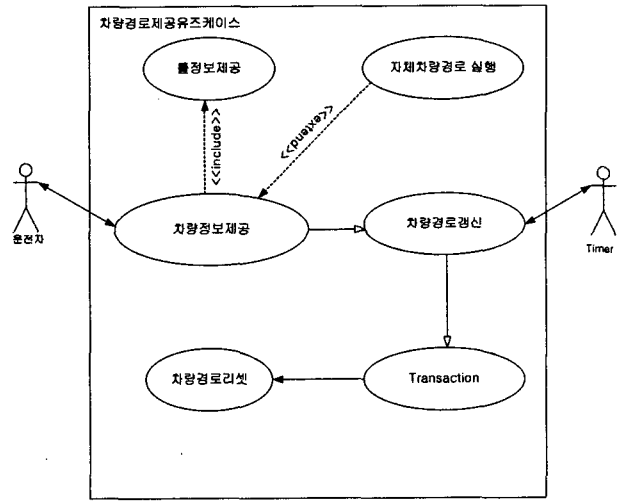 차량경로제공유즈케이스
룰정보제공
자체차량경로 실행
<<include>>
<<extend>>
차량정보제공
차량경로갱신
운전자
Timer
차량경로리셋
Transaction